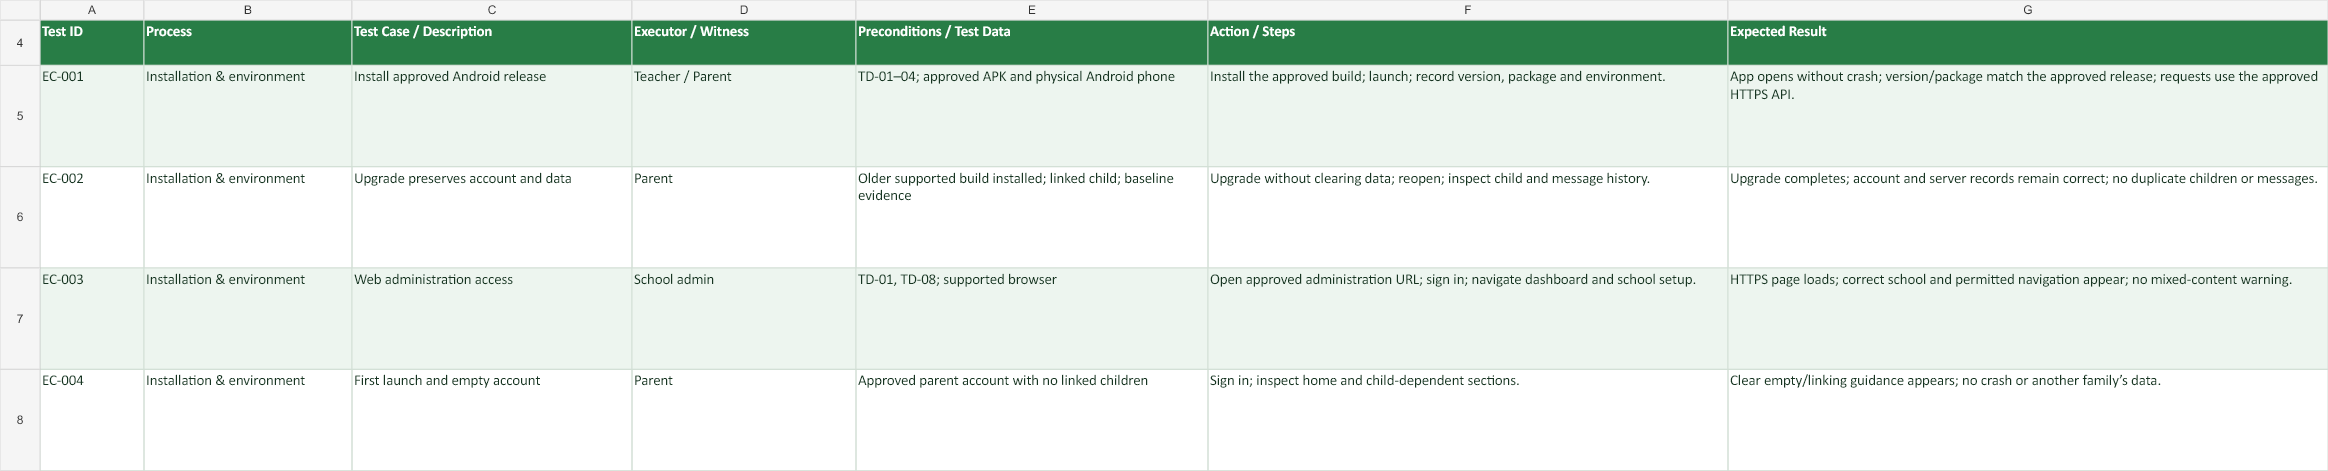 A B C D E F G
4 Test ID Process Test Case / Description Executor / Witness Preconditions / Test Data Action / Steps Expected Result
5 EC-001 Installation & environment Install approved Android release Teacher / Parent TD-01–04; approved APK and physical Android phone Install the approved build; launch; record version, package and environment. App opens without crash; version/package match the approved release; requests use the approved
HTTPS API.
6 EC-002 Installation & environment Upgrade preserves account and data Parent Older supported build installed; linked child; baseline
evidence Upgrade without clearing data; reopen; inspect child and message history. Upgrade completes; account and server records remain correct; no duplicate children or messages.
7 EC-003 Installation & environment Web administration access School admin TD-01, TD-08; supported browser Open approved administration URL; sign in; navigate dashboard and school setup. HTTPS page loads; correct school and permitted navigation appear; no mixed-content warning.
8 EC-004 Installation & environment First launch and empty account Parent Approved parent account with no linked children Sign in; inspect home and child-dependent sections. Clear empty/linking guidance appears; no crash or another family’s data.